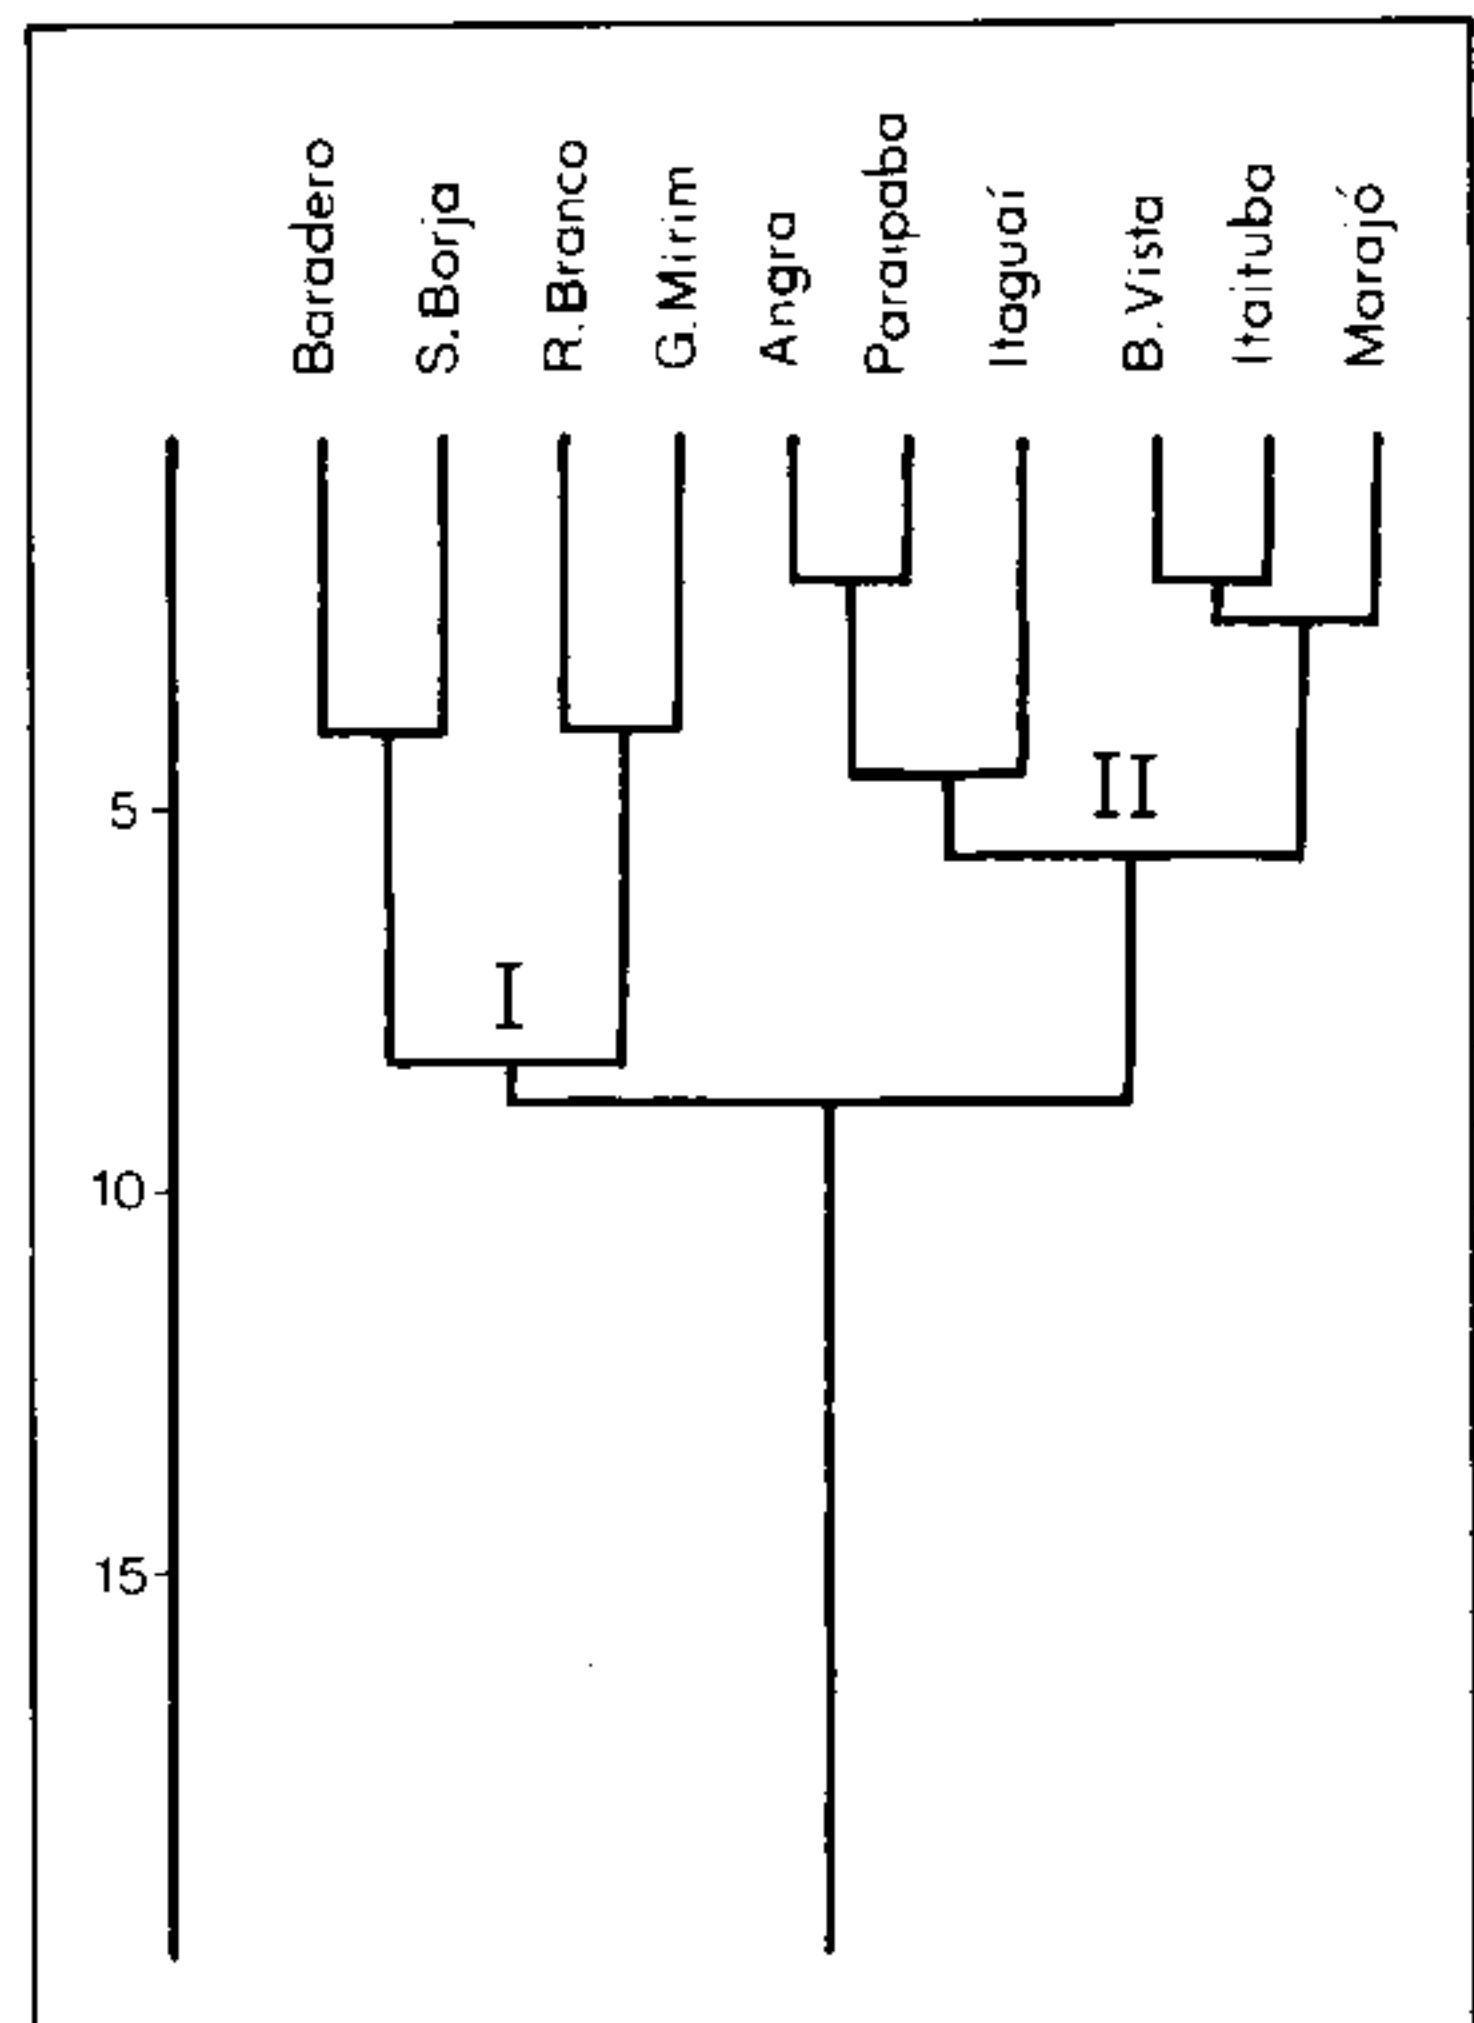 Baradero
S.Borja
R.Branco
G.Mirim
Angra
Paraipaba
Itaguaí
B.Vista
Itaituba
Marajó
5
II
I
10
15